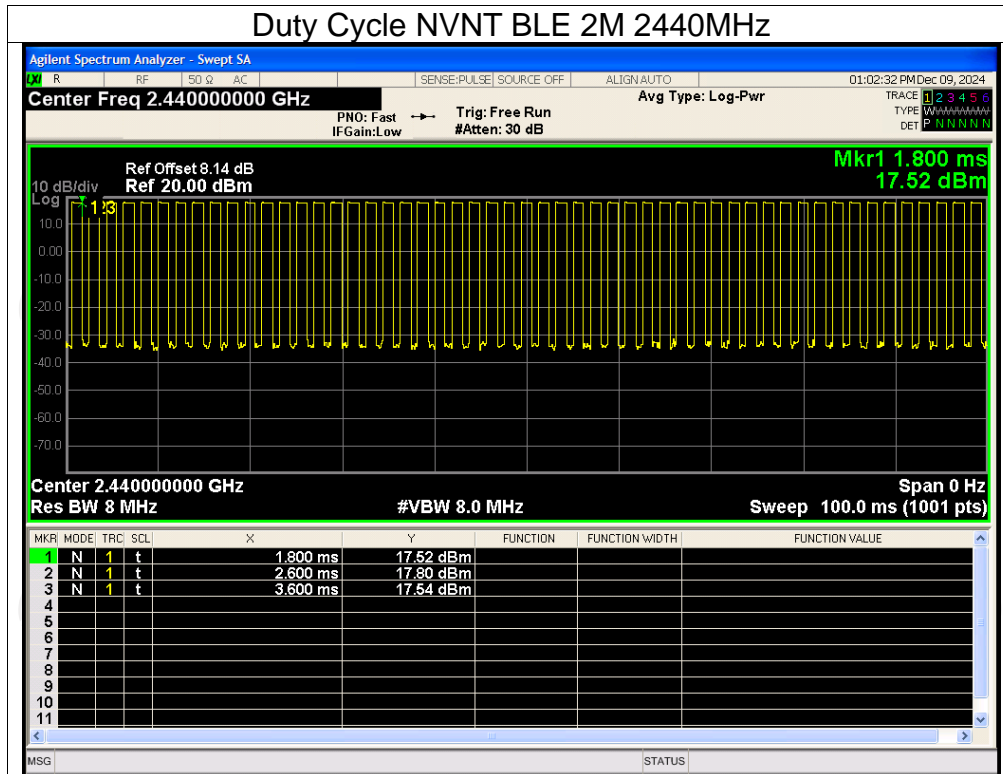 Duty Cycle NVNT BLE 2M 2440MHz
Agilent Spectrum Analyzer - Swept SA
LXI R RF 50 Ω AC SENSE:PULSE SOURCE OFF ALIGN AUTO 01:02:32 PM Dec 09, 2024
Center Freq 2.440000000 GHz
PNO: Fast
IFGain:Low
Trig: Free Run
#Atten: 30 dB
Avg Type: Log-Pwr
TRACE 1 2 3 4 5 6
TYPE WWWWWW
DET P N N N N N
Mkr1 1.800 ms
17.52 dBm
Ref Offset 8.14 dB
10 dB/div Ref 20.00 dBm
Log
10.0
0.00
-10.0
-20.0
-30.0
-40.0
-50.0
-60.0
-70.0
Center 2.440000000 GHz Span 0 Hz
Res BW 8 MHz #VBW 8.0 MHz Sweep 100.0 ms (1001 pts)
MKR MODE TRC SCL X Y FUNCTION FUNCTION WIDTH FUNCTION VALUE
1 N 1 t 1.800 ms 17.52 dBm
2 N 1 t 2.600 ms 17.80 dBm
3 N 1 t 3.600 ms 17.54 dBm
4
5
6
7
8
9
10
11
MSG STATUS